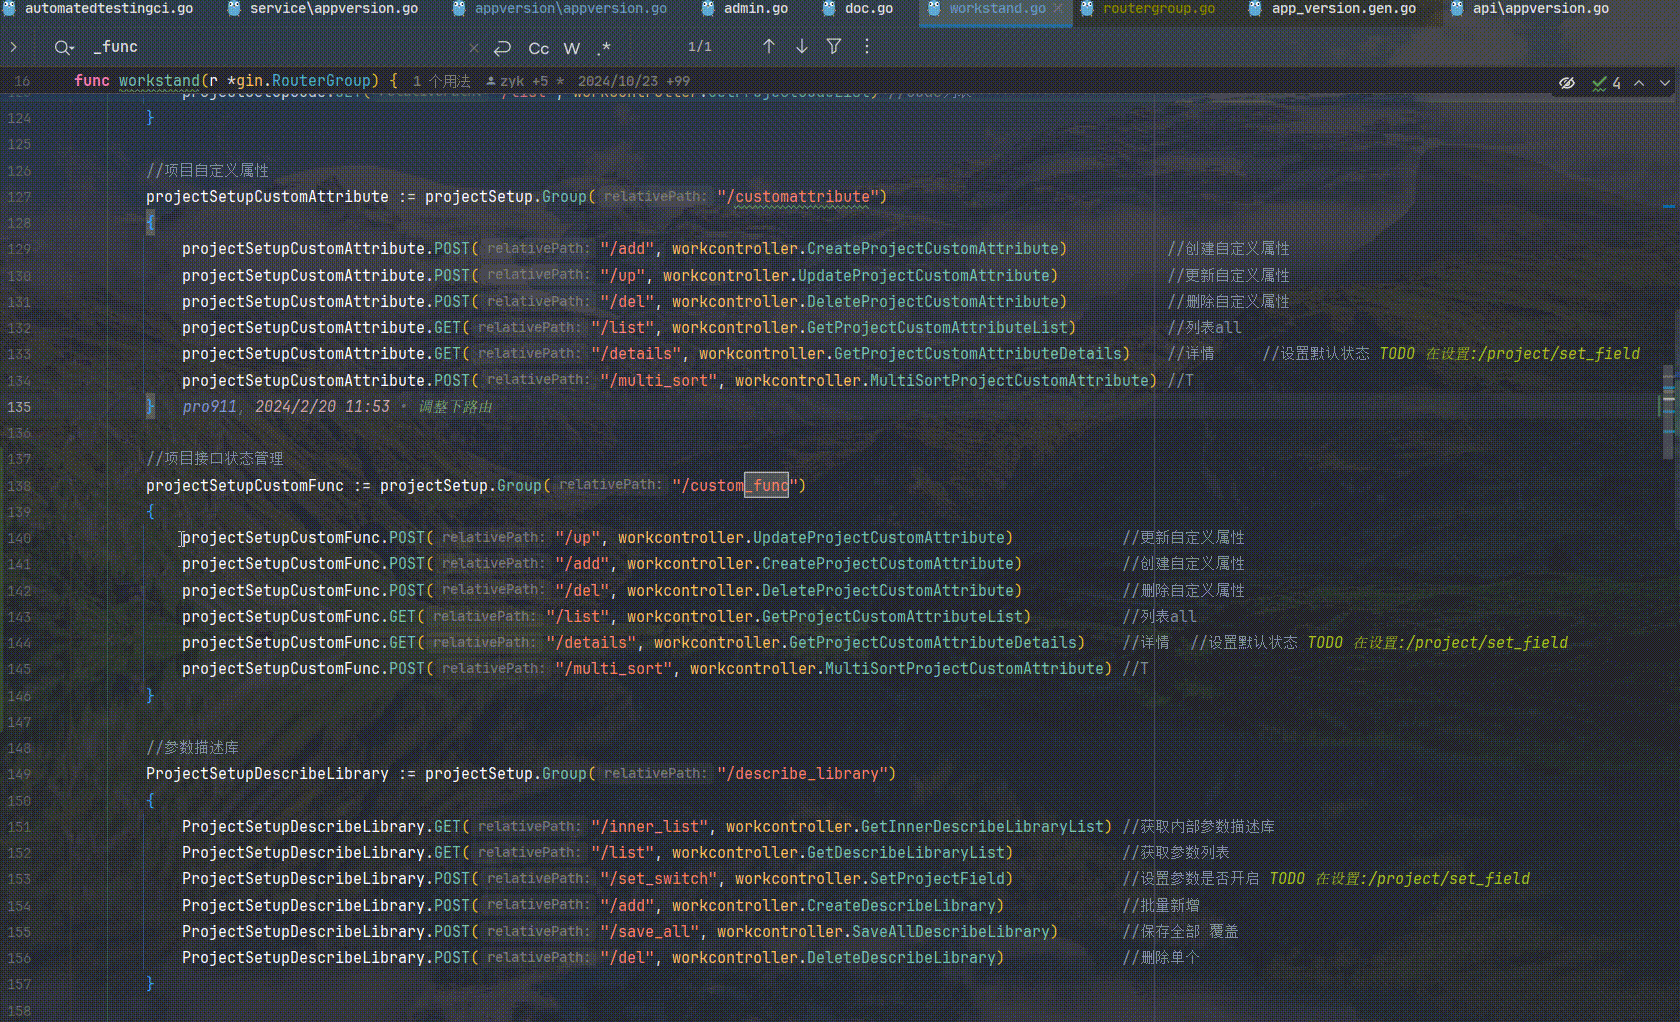 automatedtestingci.go service\appversion.go appversion\appversion.go admin.go doc.go workstand.go routergroup.go app_version.gen.go api\appversion.go
_func Cc W .* 1/1
16 func workstand(r *gin.RouterGroup) { 1 个用法 zyk +5 * 2024/10/23 +99 4
124 }
125
126 //项目自定义属性
127 projectSetupCustomAttribute := projectSetup.Group( relativePath: "/customattribute")
128 {
129 projectSetupCustomAttribute.POST( relativePath: "/add", workcontroller.CreateProjectCustomAttribute) //创建自定义属性
130 projectSetupCustomAttribute.POST( relativePath: "/up", workcontroller.UpdateProjectCustomAttribute) //更新自定义属性
131 projectSetupCustomAttribute.POST( relativePath: "/del", workcontroller.DeleteProjectCustomAttribute) //删除自定义属性
132 projectSetupCustomAttribute.GET( relativePath: "/list", workcontroller.GetProjectCustomAttributeList) //列表all
133 projectSetupCustomAttribute.GET( relativePath: "/details", workcontroller.GetProjectCustomAttributeDetails) //详情 //设置默认状态 TODO 在设置:/project/set_field
134 projectSetupCustomAttribute.POST( relativePath: "/multi_sort", workcontroller.MultiSortProjectCustomAttribute) //T
135 } pro911, 2024/2/20 11:53 · 调整下路由
136
137 //项目接口状态管理
138 projectSetupCustomFunc := projectSetup.Group( relativePath: "/custom_func")
139 {
140 projectSetupCustomFunc.POST( relativePath: "/up", workcontroller.UpdateProjectCustomAttribute) //更新自定义属性
141 projectSetupCustomFunc.POST( relativePath: "/add", workcontroller.CreateProjectCustomAttribute) //创建自定义属性
142 projectSetupCustomFunc.POST( relativePath: "/del", workcontroller.DeleteProjectCustomAttribute) //删除自定义属性
143 projectSetupCustomFunc.GET( relativePath: "/list", workcontroller.GetProjectCustomAttributeList) //列表all
144 projectSetupCustomFunc.GET( relativePath: "/details", workcontroller.GetProjectCustomAttributeDetails) //详情 //设置默认状态 TODO 在设置:/project/set_field
145 projectSetupCustomFunc.POST( relativePath: "/multi_sort", workcontroller.MultiSortProjectCustomAttribute) //T
146 }
147
148 //参数描述库
149 ProjectSetupDescribeLibrary := projectSetup.Group( relativePath: "/describe_library")
150 {
151 ProjectSetupDescribeLibrary.GET( relativePath: "/inner_list", workcontroller.GetInnerDescribeLibraryList) //获取内部参数描述库
152 ProjectSetupDescribeLibrary.GET( relativePath: "/list", workcontroller.GetDescribeLibraryList) //获取参数列表
153 ProjectSetupDescribeLibrary.POST( relativePath: "/set_switch", workcontroller.SetProjectField) //设置参数是否开启 TODO 在设置:/project/set_field
154 ProjectSetupDescribeLibrary.POST( relativePath: "/add", workcontroller.CreateDescribeLibrary) //批量新增
155 ProjectSetupDescribeLibrary.POST( relativePath: "/save_all", workcontroller.SaveAllDescribeLibrary) //保存全部 覆盖
156 ProjectSetupDescribeLibrary.POST( relativePath: "/del", workcontroller.DeleteDescribeLibrary) //删除单个
157 }
158